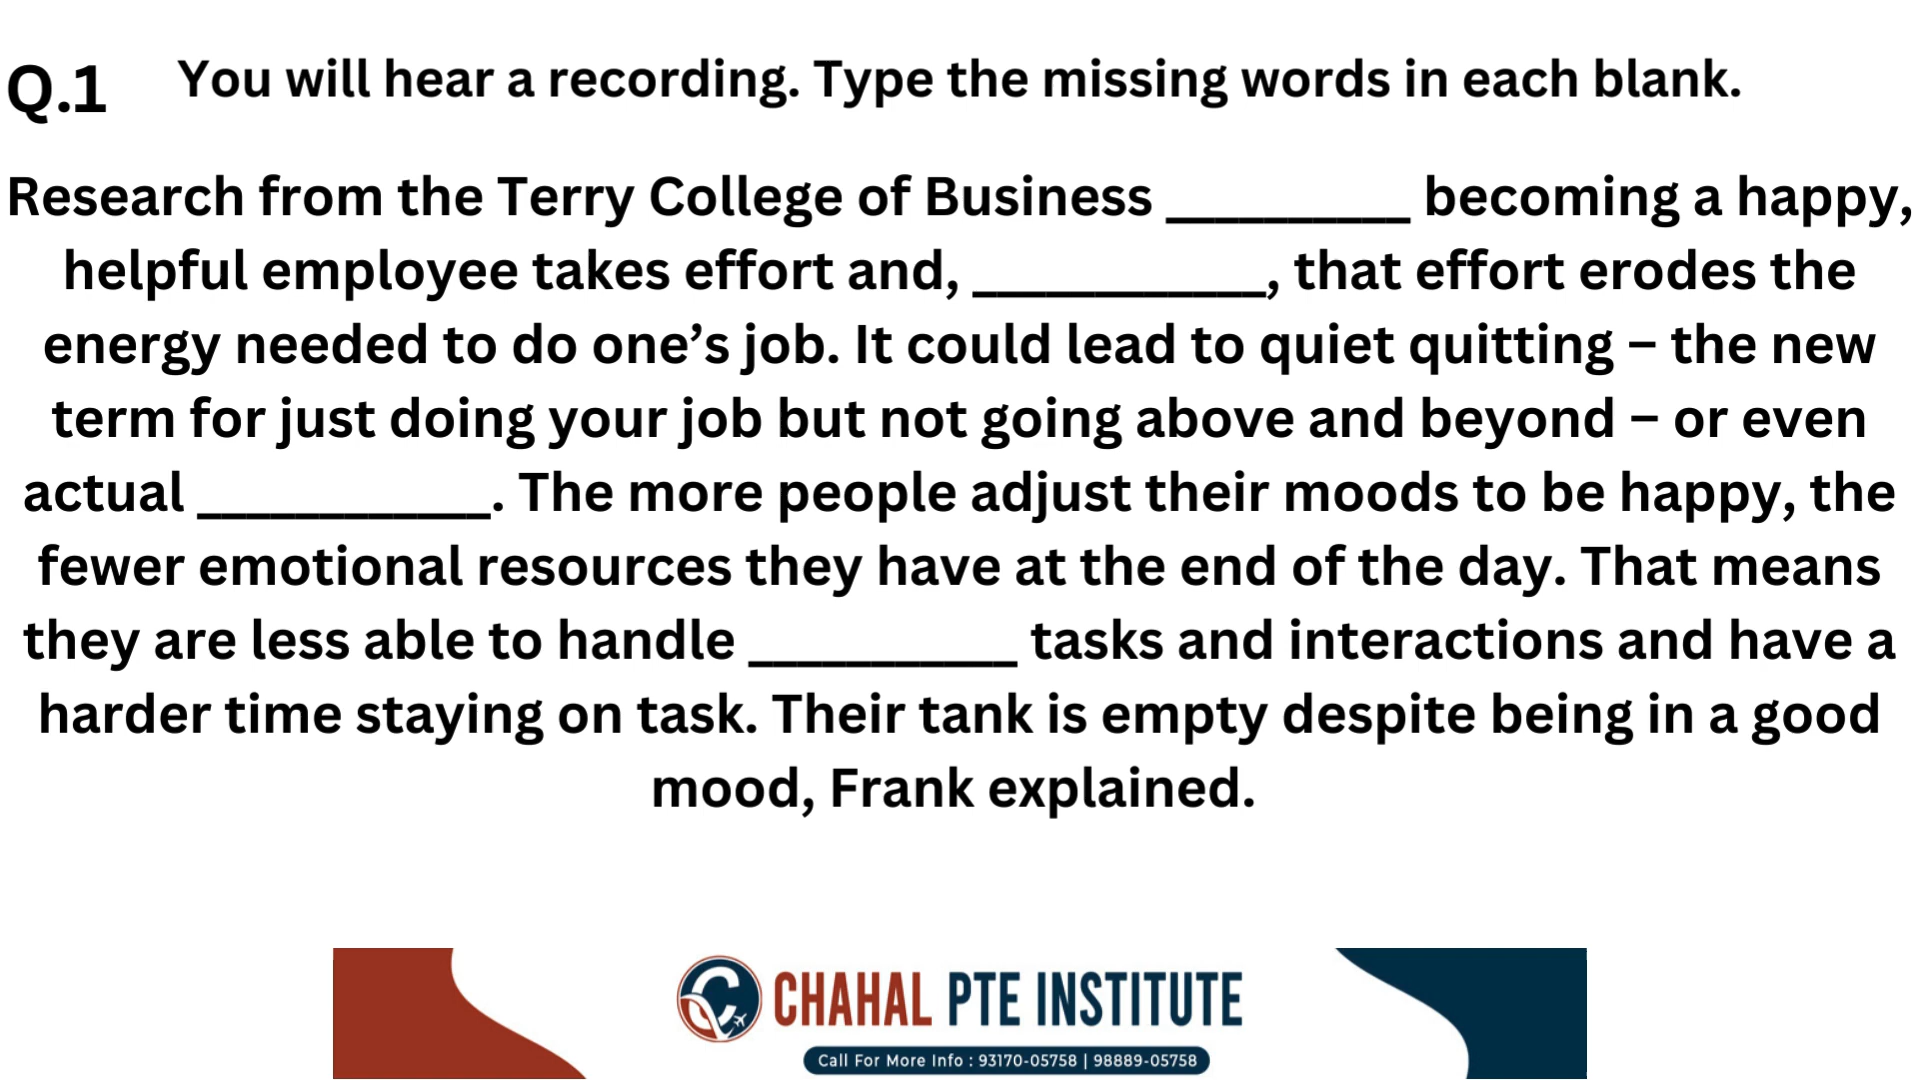 Q.1 You will hear a recording. Type the missing words in each blank.
Research from the Terry College of Business __________ becoming a happy,
helpful employee takes effort and, ____________, that effort erodes the
energy needed to do one’s job. It could lead to quiet quitting – the new
term for just doing your job but not going above and beyond – or even
actual ____________. The more people adjust their moods to be happy, the
fewer emotional resources they have at the end of the day. That means
they are less able to handle ___________ tasks and interactions and have a
harder time staying on task. Their tank is empty despite being in a good
mood, Frank explained.
CHAHAL PTE INSTITUTE
Call For More Info : 93170-05758 | 98889-05758